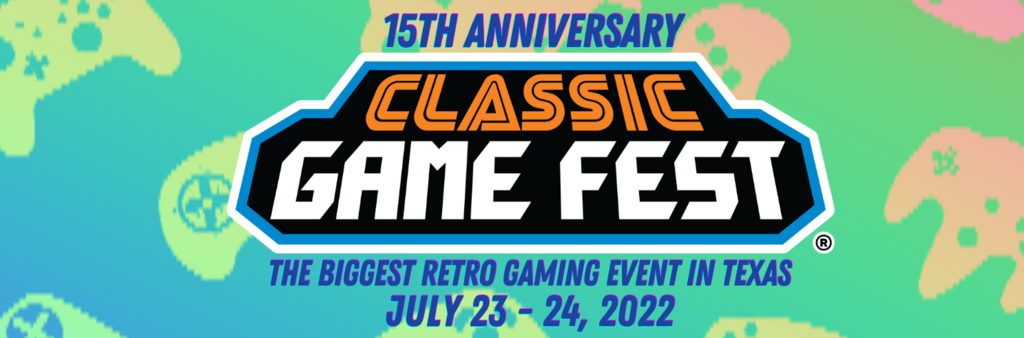 15TH ANNIVERSARY
CLASSIC
GAME FEST
®
THE BIGGEST RETRO GAMING EVENT IN TEXAS
JULY 23 - 24, 2022